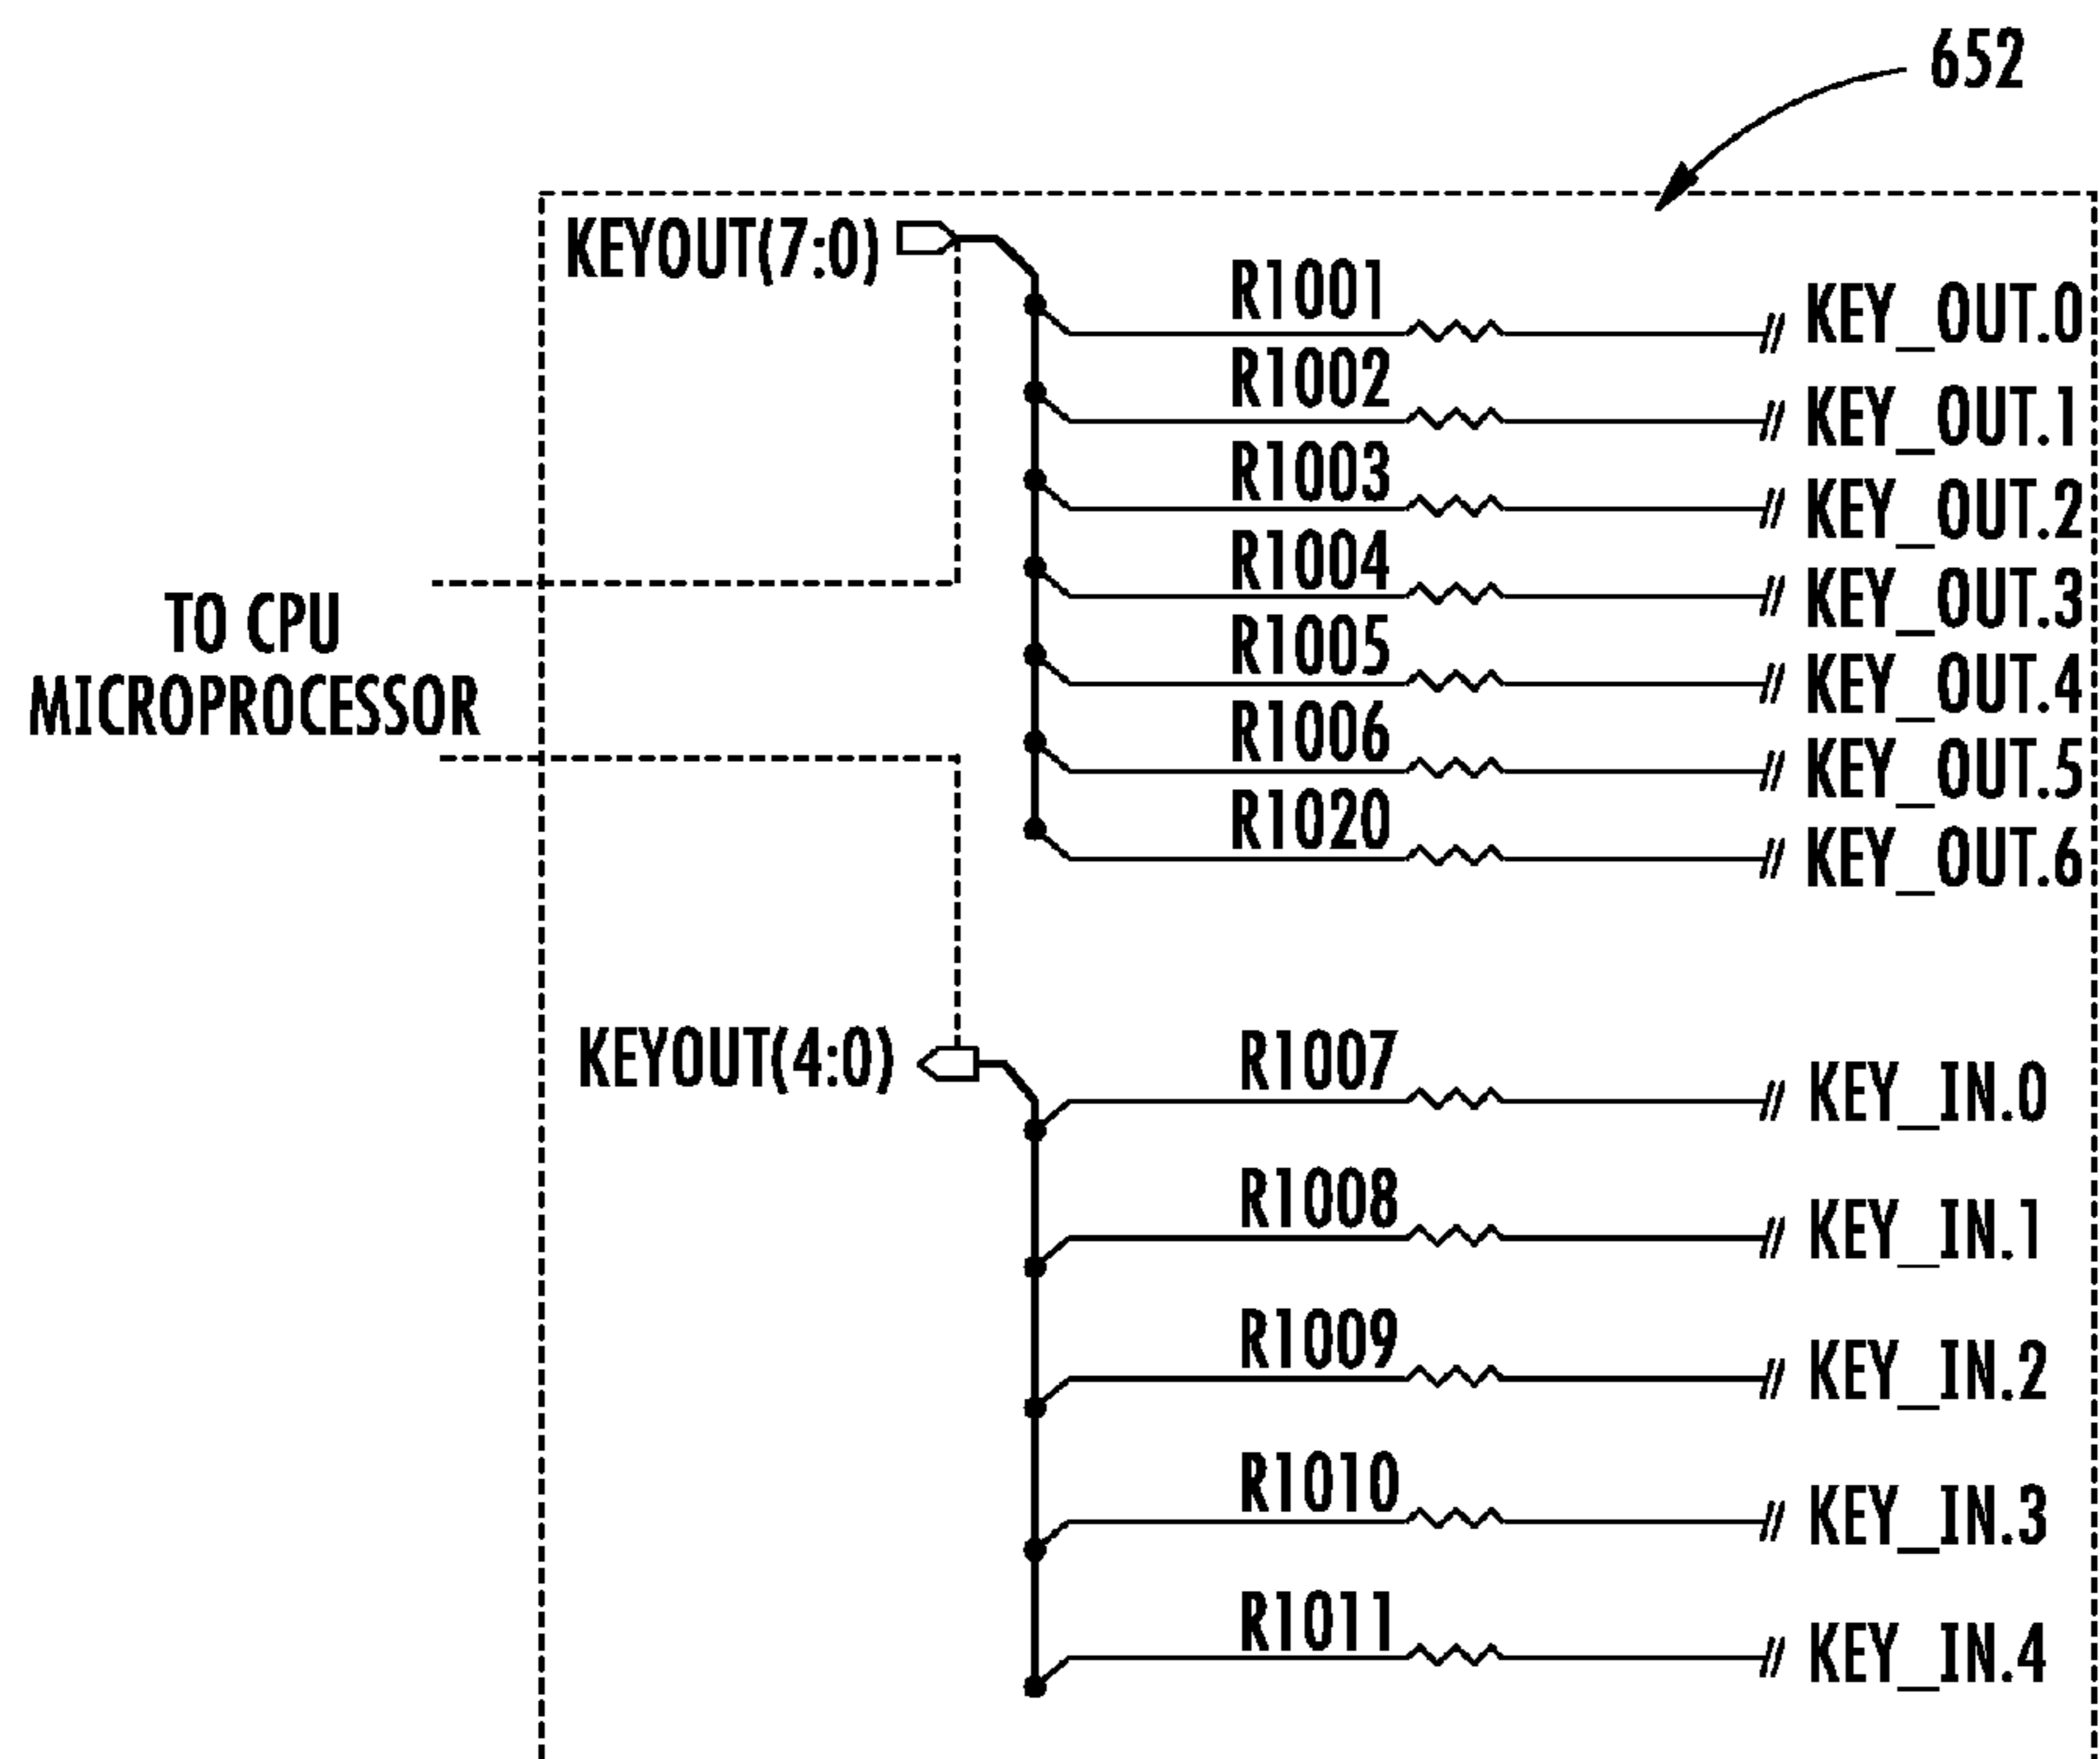 652
KEYOUT(7:0)
R1001
KEY_OUT.0
R1002
KEY_OUT.1
R1003
KEY_OUT.2
R1004
KEY_OUT.3
TO CPU
MICROPROCESSOR
R1005
KEY_OUT.4
R1006
KEY_OUT.5
R1020
KEY_OUT.6
KEYOUT(4:0)
R1007
KEY_IN.0
R1008
KEY_IN.1
R1009
KEY_IN.2
R1010
KEY_IN.3
R1011
KEY_IN.4